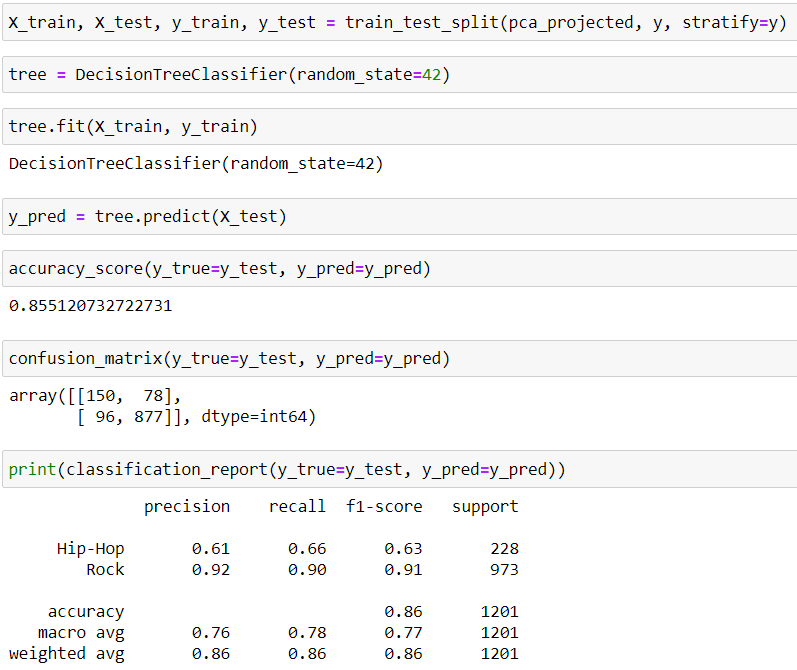 X_train, X_test, y_train, y_test = train_test_split(pca_projected, y, stratify=y)
tree = DecisionTreeClassifier(random_state=42)
tree.fit(X_train, y_train)
DecisionTreeClassifier(random_state=42)
y_pred = tree.predict(X_test)
accuracy_score(y_true=y_test, y_pred=y_pred)
0.855120732722731
confusion_matrix(y_true=y_test, y_pred=y_pred)
array([[150,  78],
       [ 96, 877]], dtype=int64)
print(classification_report(y_true=y_test, y_pred=y_pred))
              precision    recall  f1-score   support
     Hip-Hop       0.61      0.66      0.63       228
        Rock       0.92      0.90      0.91       973
    accuracy                           0.86      1201
   macro avg       0.76      0.78      0.77      1201
weighted avg       0.86      0.86      0.86      1201